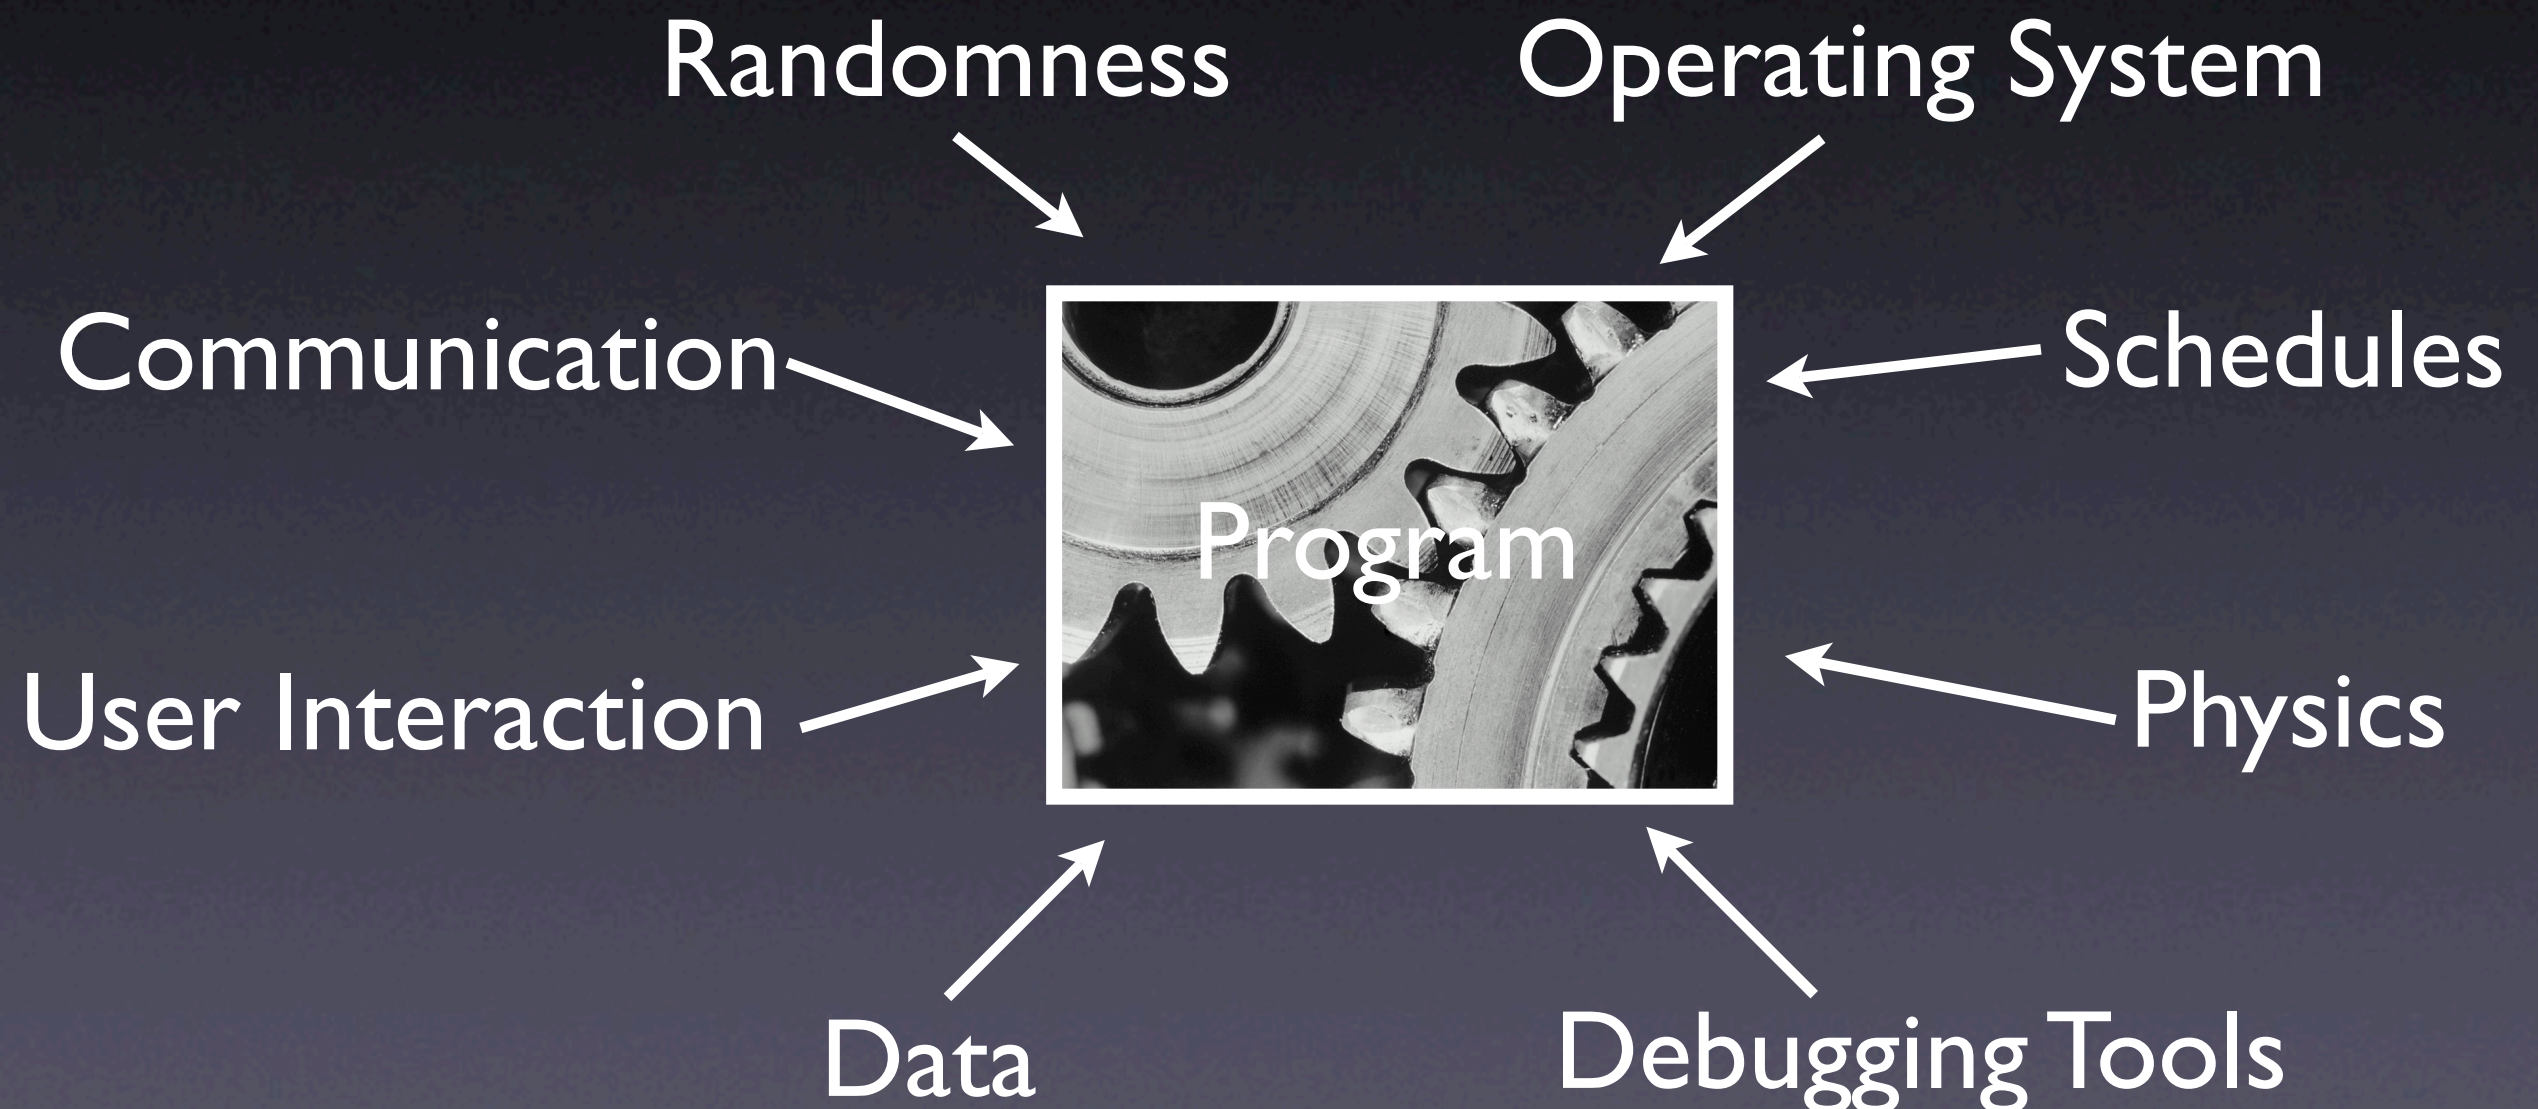 Randomness
Operating System
Communication
Schedules
Program
User Interaction
Physics
Data
Debugging Tools